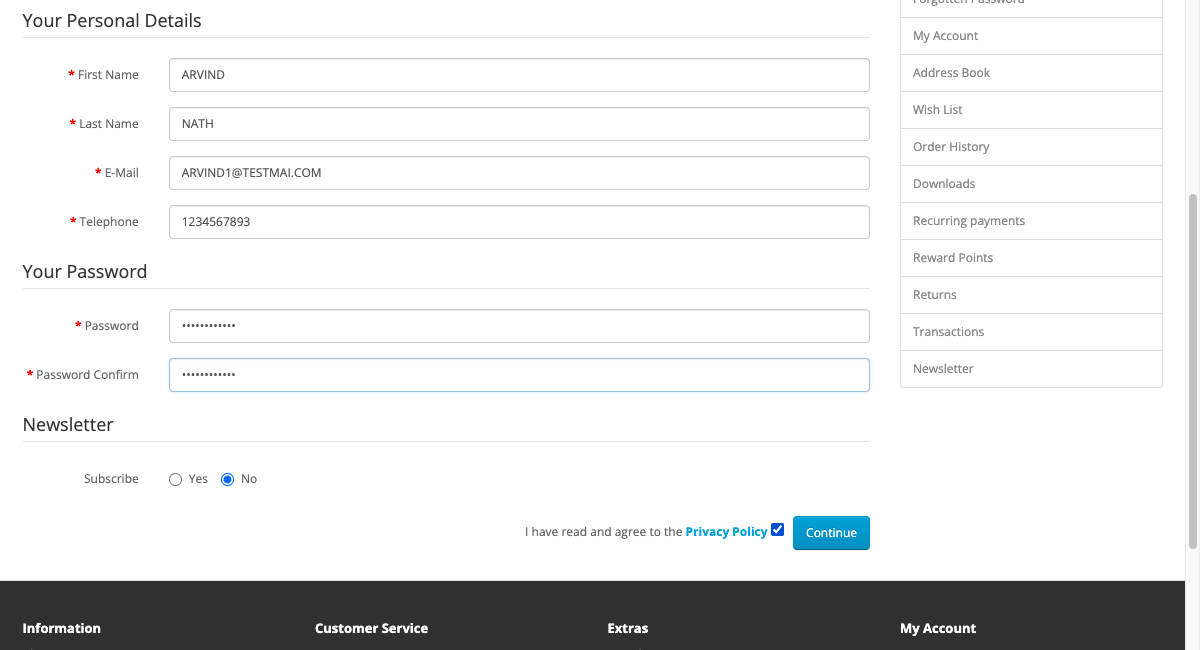 Your Personal Details
* First Name ARVIND
* Last Name NATH
* E-Mail ARVIND1@TESTMAI.COM
* Telephone 1234567893
Your Password
* Password ••••••••••••
* Password Confirm ••••••••••••
Newsletter
Subscribe Yes No
I have read and agree to the Privacy Policy Continue
Forgotten Password
My Account
Address Book
Wish List
Order History
Downloads
Recurring payments
Reward Points
Returns
Transactions
Newsletter
Information Customer Service Extras My Account